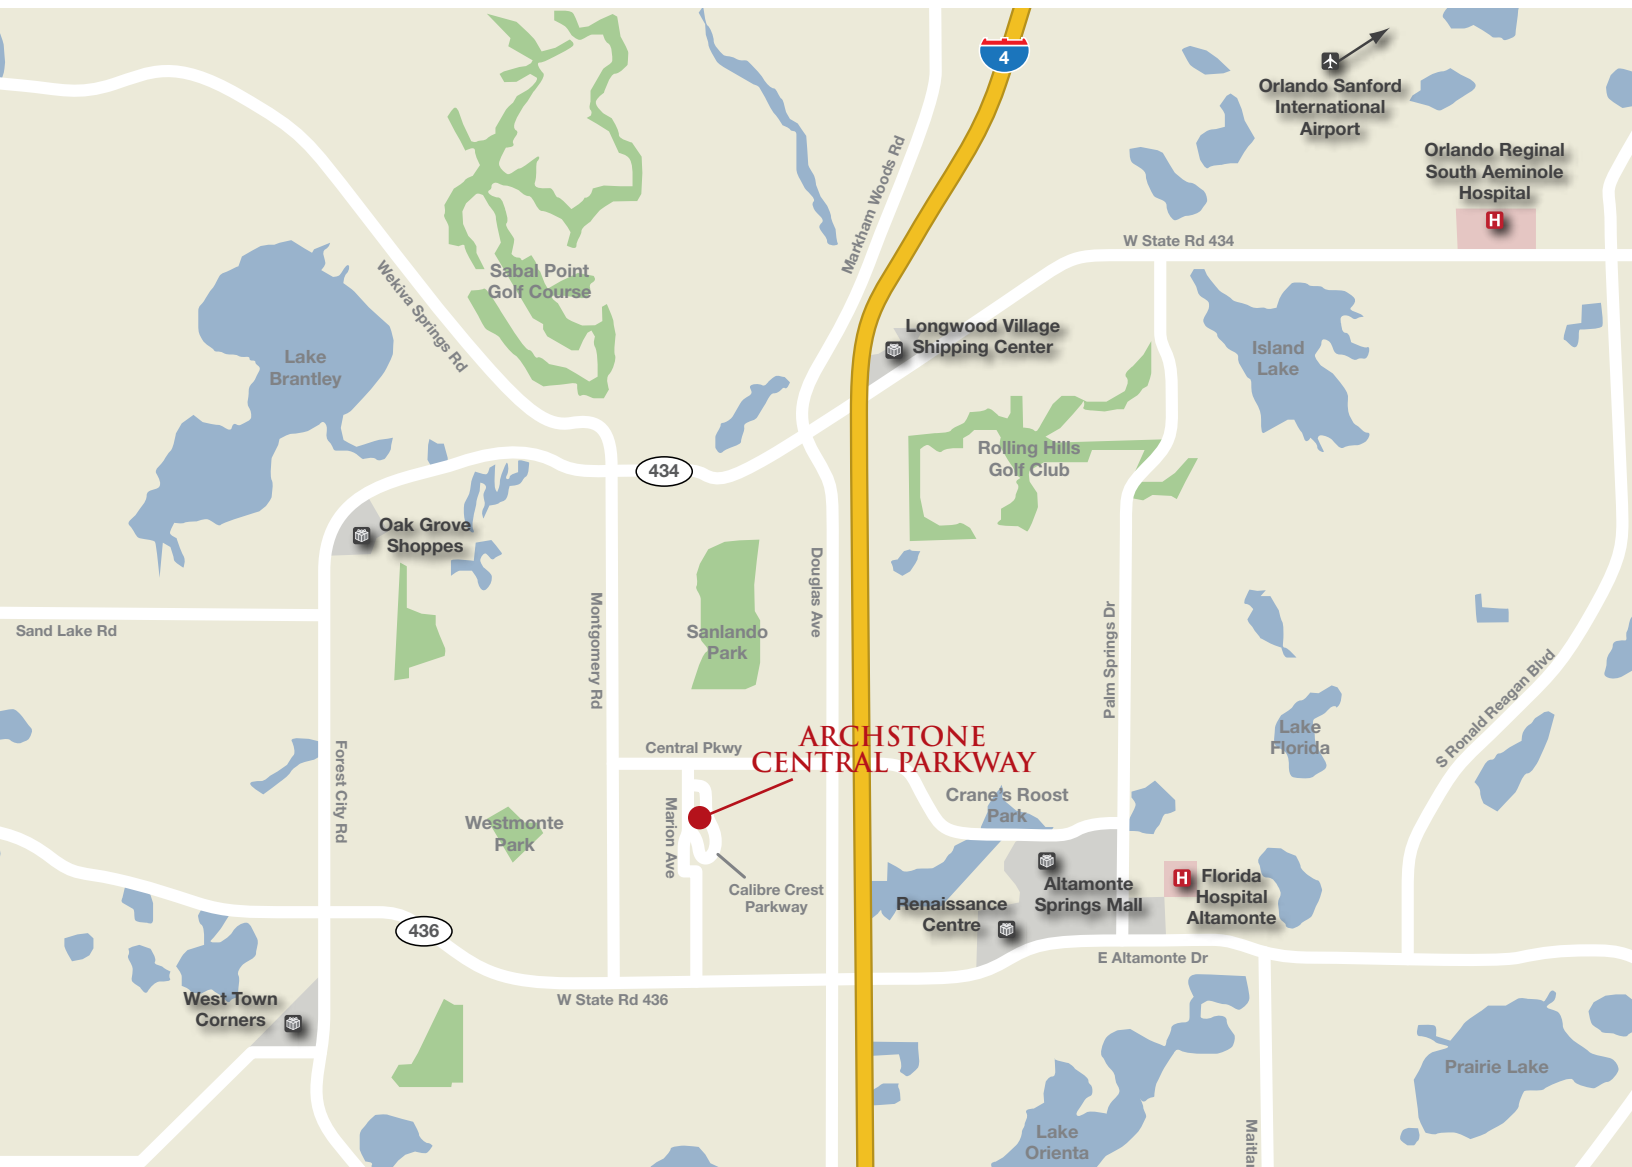 4
Orlando Sanford
International
Airport
Orlando Reginal
South Aeminole
Hospital
H
Markham Woods Rd
W State Rd 434
Wekiva Springs Rd
Sabal Point
Golf Course
Longwood Village
Shipping Center
Lake
Brantley
Island
Lake
Rolling Hills
Golf Club
434
Oak Grove
Shoppes
Douglas Ave
Montgomery Rd
Sand Lake Rd
Sanlando
Park
Palm Springs Dr
S Ronald Reagan Blvd
Lake
Florida
ARCHSTONE
CENTRAL PARKWAY
Central Pkwy
Forest City Rd
Crane's Roost
Park
Marion Ave
Westmonte
Park
Calibre Crest
Parkway
Altamonte
Springs Mall
H
Florida
Hospital
Altamonte
Renaissance
Centre
436
E Altamonte Dr
W State Rd 436
West Town
Corners
Prairie Lake
Lake
Orienta